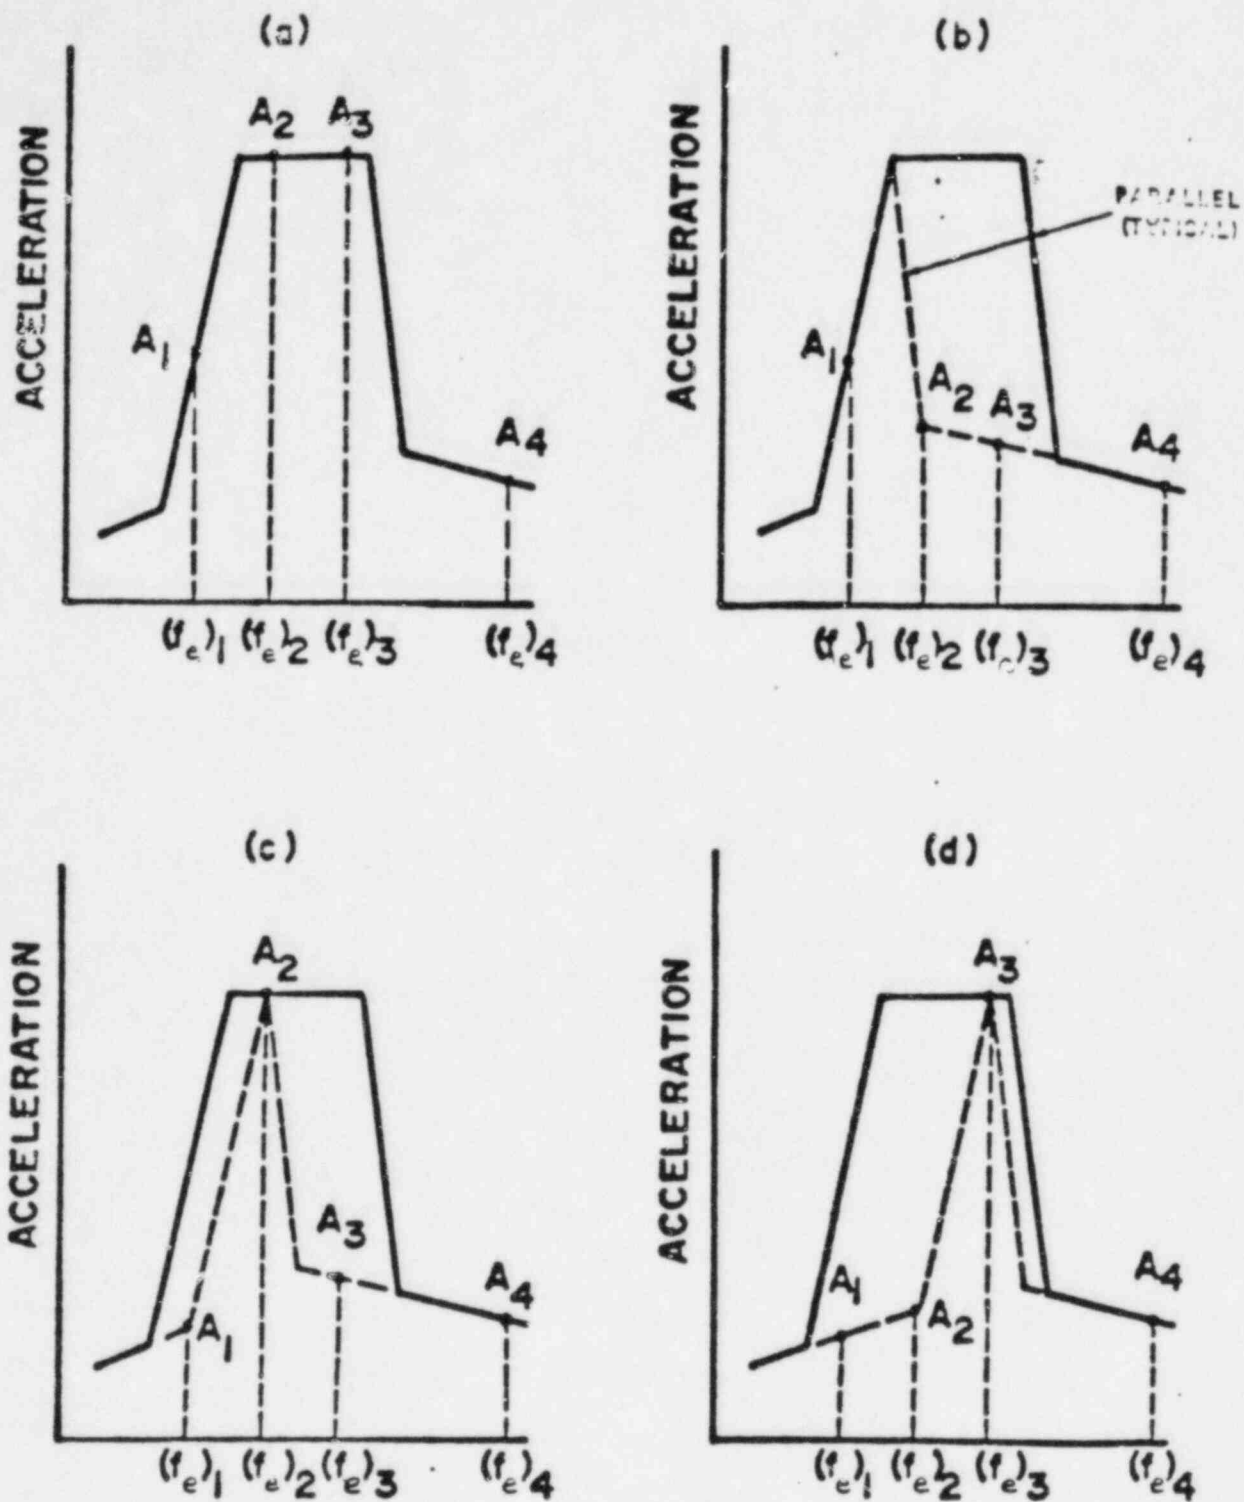 (a)
ACCELERATION
A2 A3
A1
A4
(fe)1 (fe)2 (fe)3 (fe)4
(b)
ACCELERATION
PARALLEL
(TYPICAL)
A1
A2 A3
A4
(fe)1 (fe)2 (fe)3 (fe)4
(c)
ACCELERATION
A2
A3
A4
A1
(fe)1 (fe)2 (fe)3 (fe)4
(d)
ACCELERATION
A3
A1
A2
A4
(fe)1 (fe)2 (fe)3 (fe)4